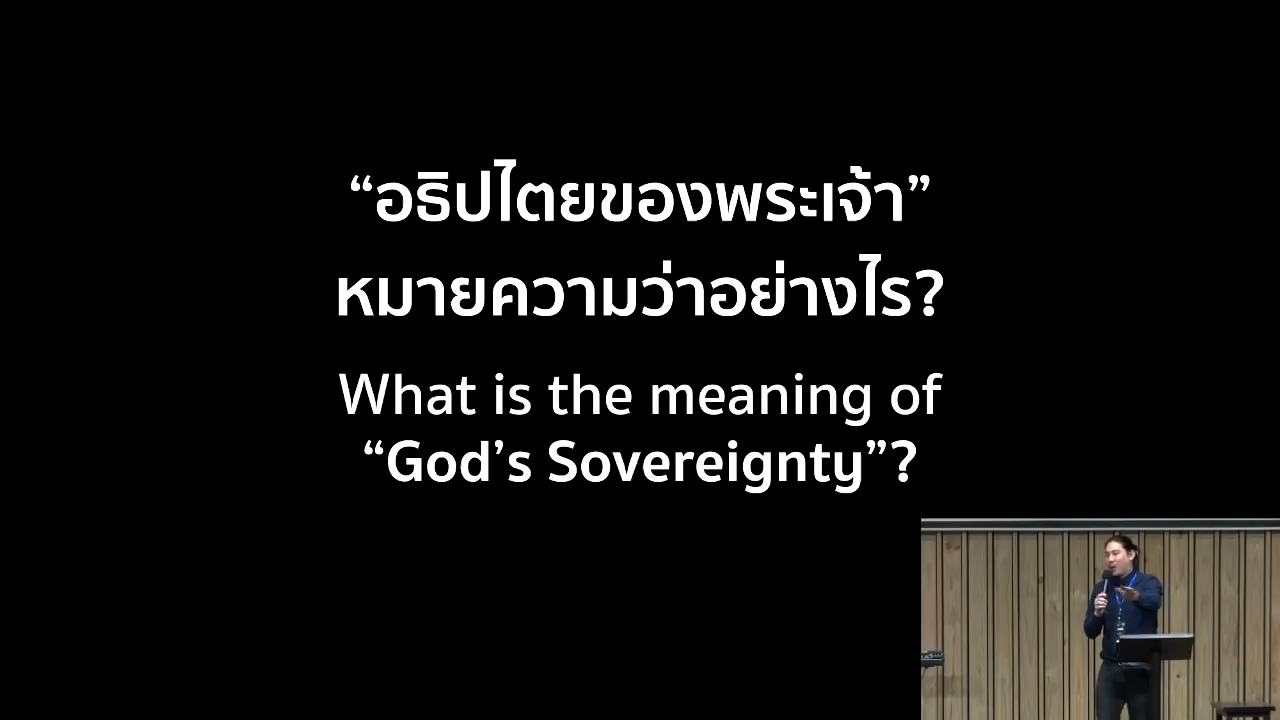 “อธิปไตยของพระเจ้า”
หมายความว่าอย่างไร?
What is the meaning of
“God’s Sovereignty”?